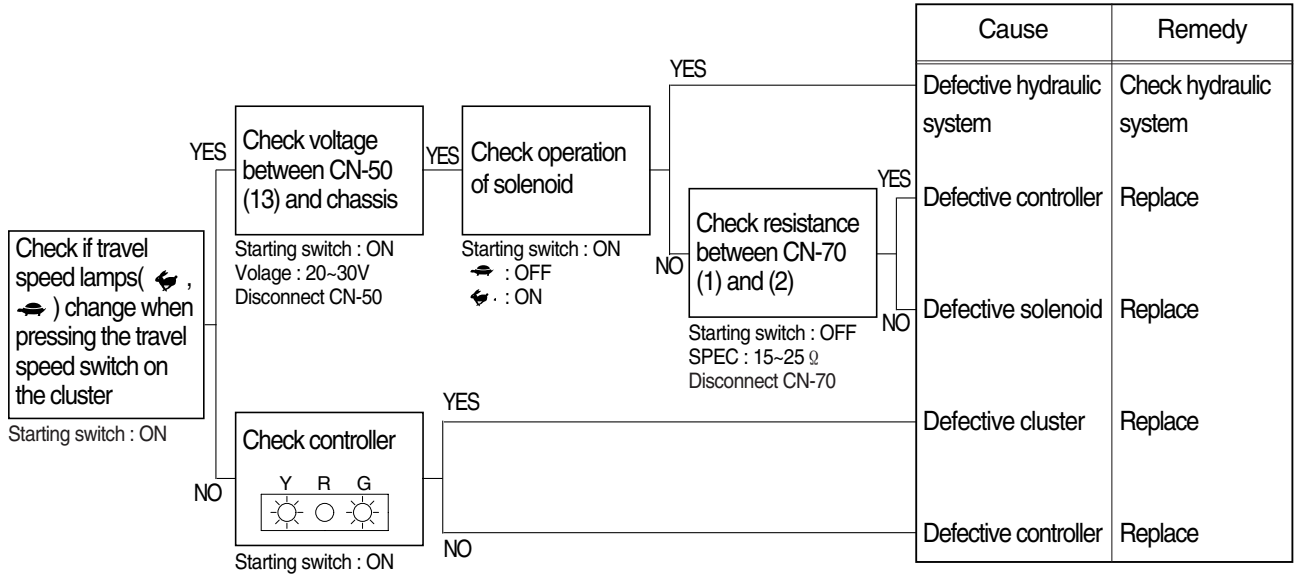 Check if travel
speed lamps( ,
) change when
pressing the travel
speed switch on
the cluster
Starting switch : ON
YES
NO
Check voltage
between CN-50
(13) and chassis
Starting switch : ON
Volage : 20~30V
Disconnect CN-50
YES
Check operation
of solenoid
Starting switch : ON
: OFF
: ON
YES
NO
Check resistance
between CN-70
(1) and (2)
Starting switch : OFF
SPEC : 15~25 Ω
Disconnect CN-70
YES
NO
Check controller
Y R G
Starting switch : ON
YES
NO
Cause Remedy
Defective hydraulic Check hydraulic
system system
Defective controller Replace
Defective solenoid Replace
Defective cluster Replace
Defective controller Replace